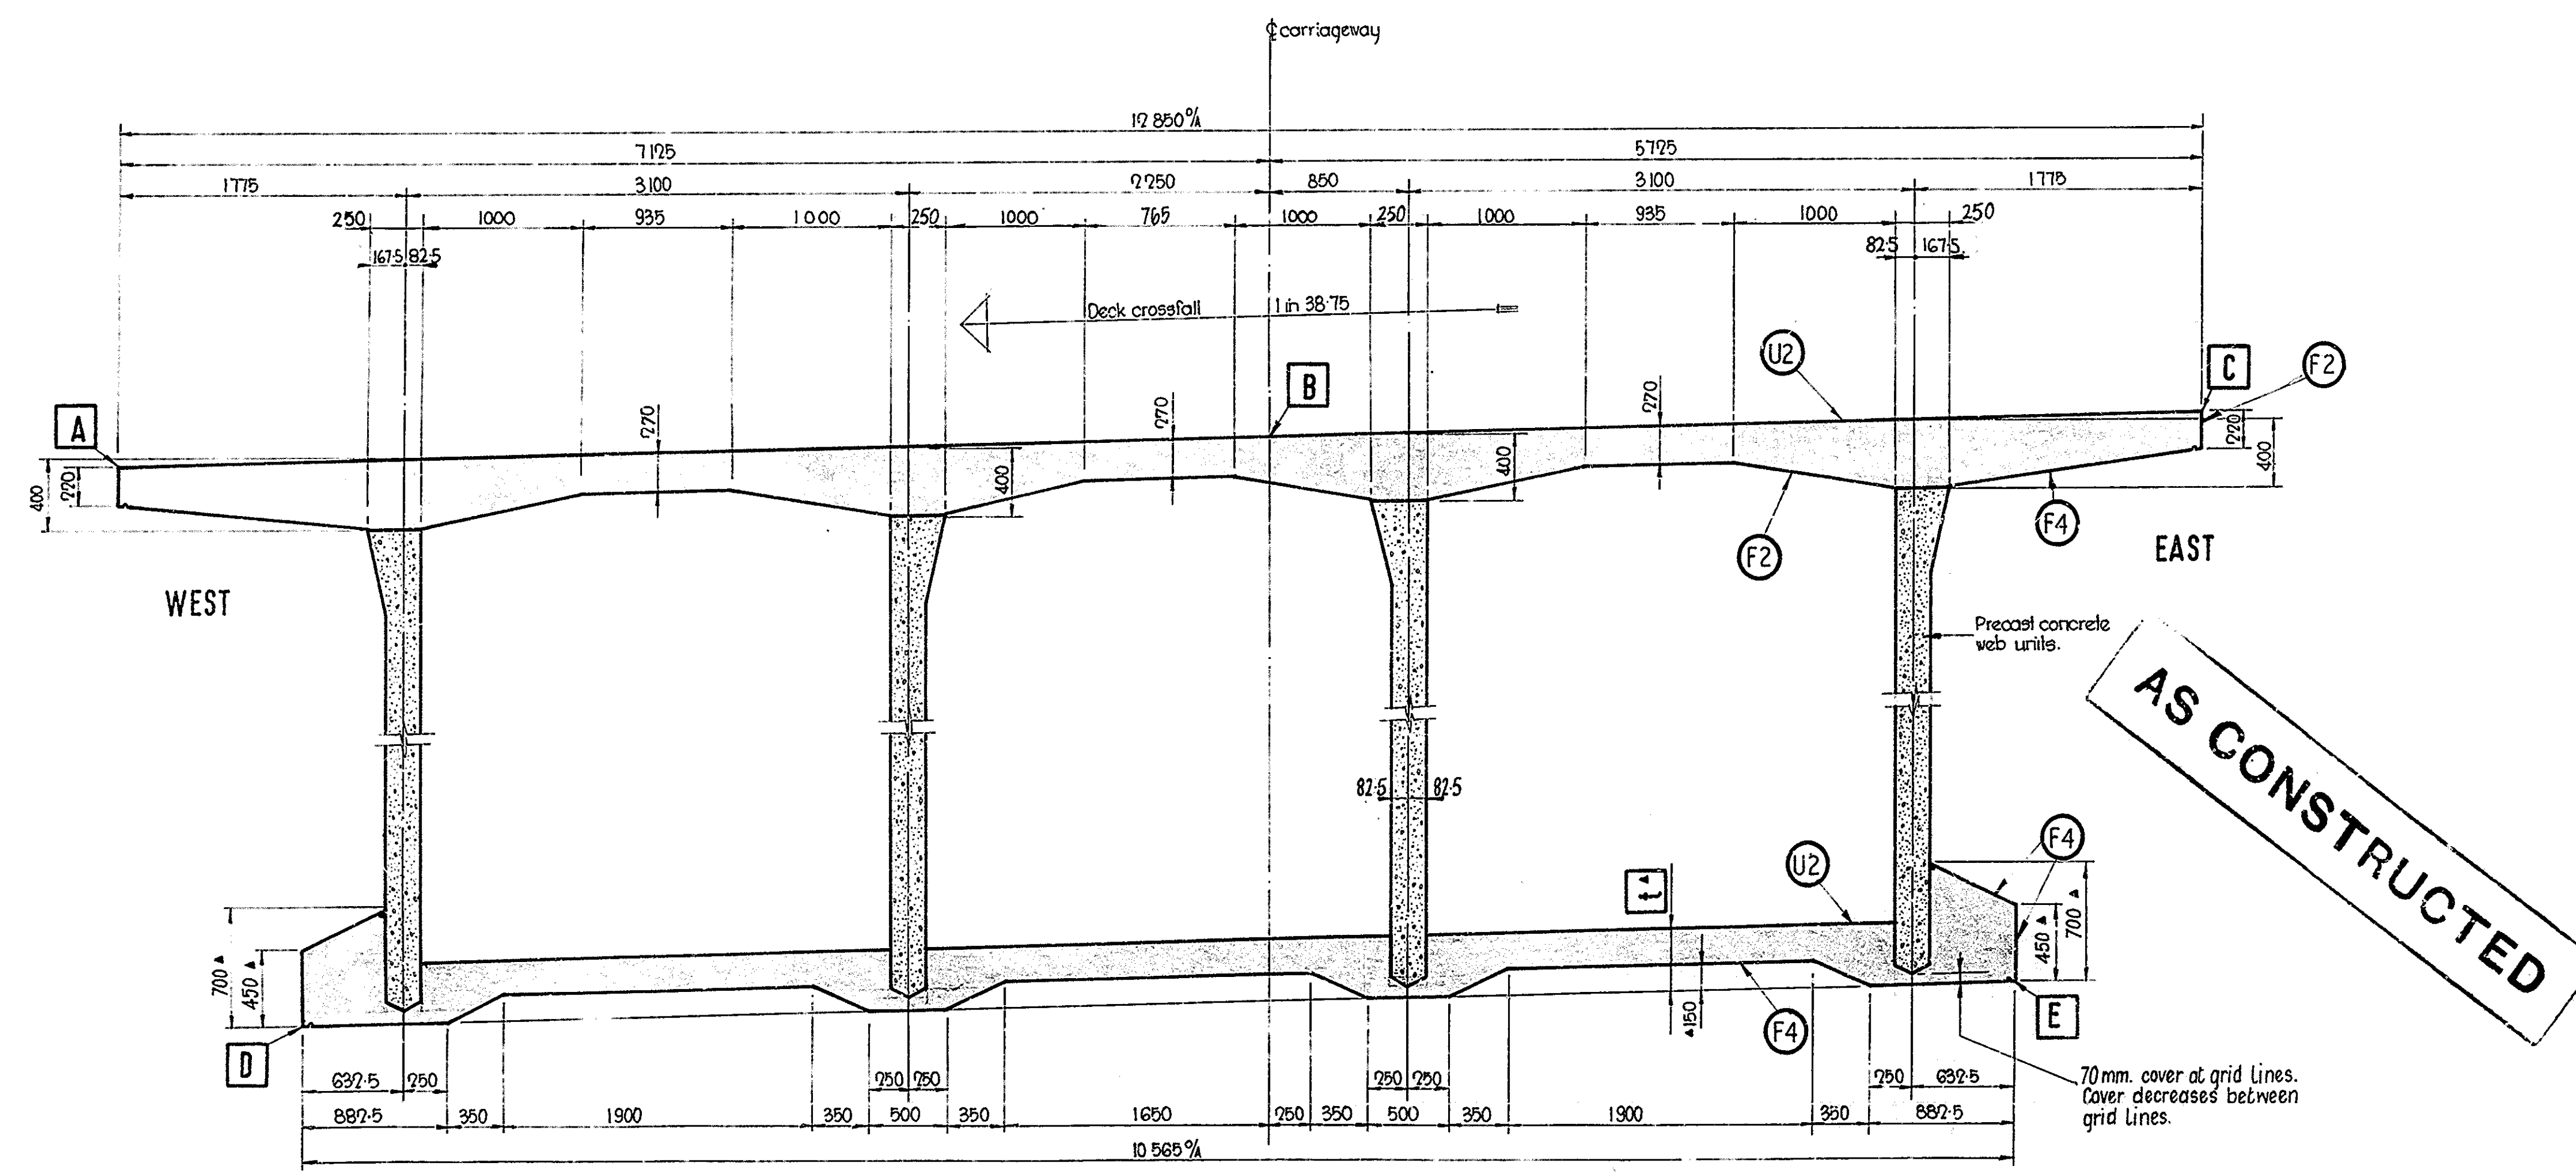 ℄ carriageway
12 850 O/A
7125
5725
1775
3100
2250
850
3100
1775
250
1000
935
1000
250
1000
765
1000
250
1000
935
1000
250
167·5
82·5
82·5
167·5
Deck crossfall
1 in 38·75
U2
F2
C
B
A
270
270
270
400
220
400
400
220
400
F2
F4
WEST
EAST
Precast concrete
web units.
AS CONSTRUCTED
82·5
82·5
F4
U2
t▲
700▲
450▲
450▲
700▲
▲150
F4
D
E
632·5
250
250
250
250
250
250
632·5
70mm. cover at grid lines.
Cover decreases between
grid lines.
882·5
350
1900
350
500
350
1650
250
350
500
350
1900
350
882·5
10 565 O/A